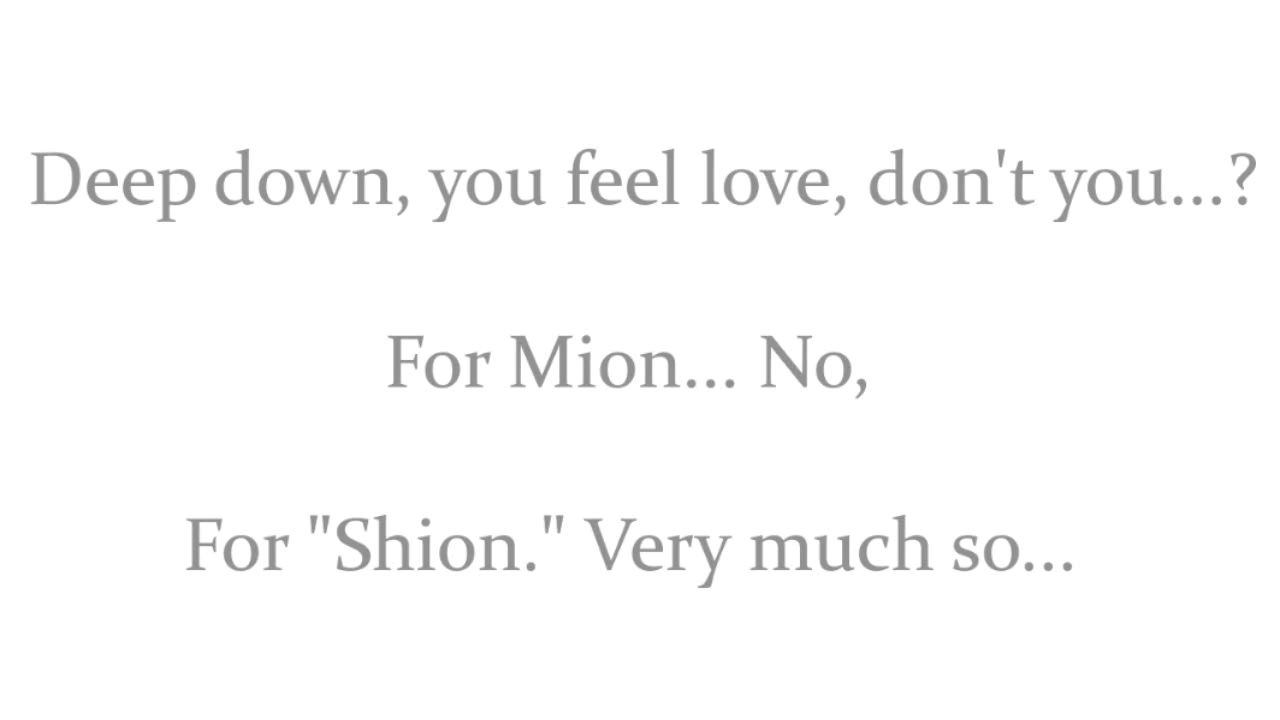 Deep down, you feel love, don't you...?
For Mion... No,
For "Shion." Very much so...